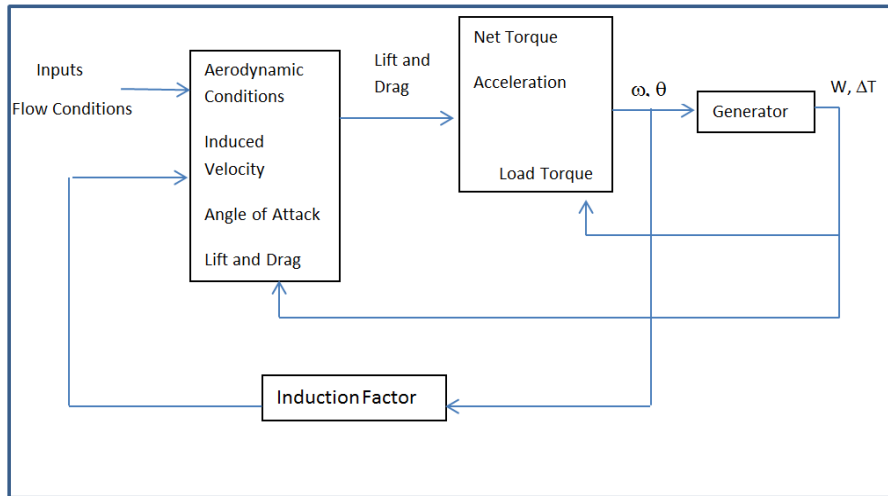 Inputs
Flow Conditions
Aerodynamic
Conditions
Induced
Velocity
Angle of Attack
Lift and Drag
Lift and
Drag
Net Torque
Acceleration
Load Torque
ω, θ
Generator
W, ΔT
Induction Factor